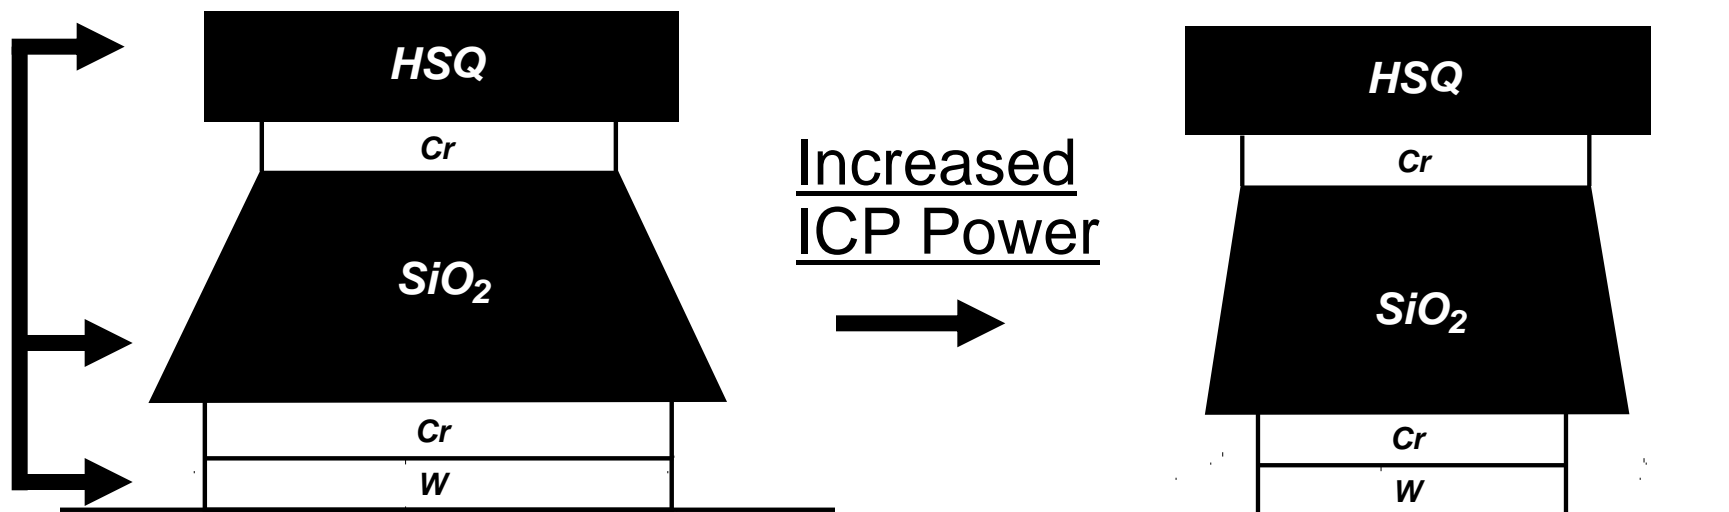 HSQ
Cr
SiO2
Cr
W
Increased
ICP Power
HSQ
Cr
SiO2
Cr
W